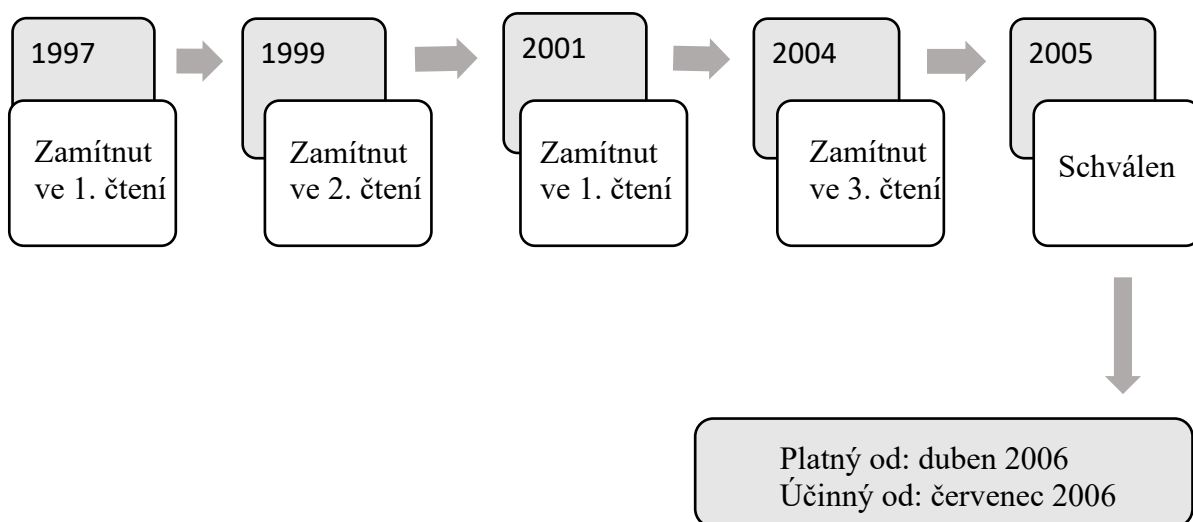 1997
Zamítnut
ve 1. čtení
1999
Zamítnut
ve 2. čtení
2001
Zamítnut
ve 1. čtení
2004
Zamítnut
ve 3. čtení
2005
Schválen
Platný od: duben 2006
Účinný od: červenec 2006